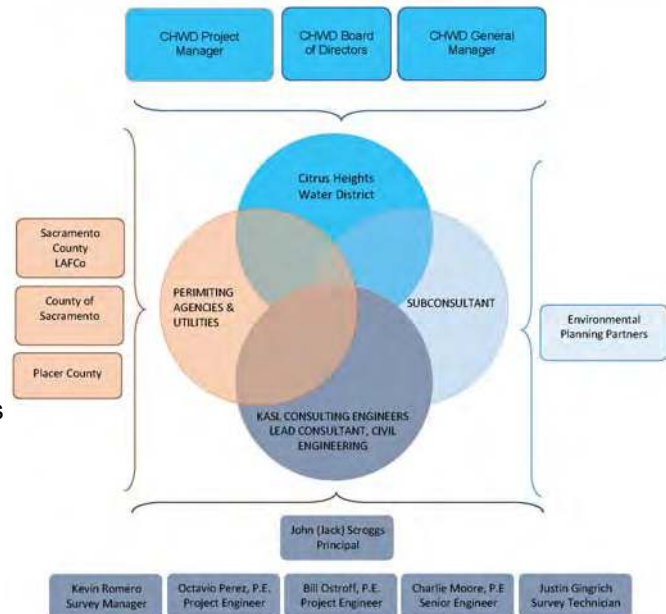 CHWD Project
Manager
CHWD Board
of Directors
CHWD General
Manager
Citrus Heights
Water District
Sacramento
County
LAFCo
County of
Sacramento
Placer County
PERIMITING
AGENCIES &
UTILITIES
SUBCONSULTANT
Environmental
Planning Partners
s
KASL CONSULTING ENGINEERS
LEAD CONSULTANT, CIVIL
ENGINEERING
John (Jack) Scroggs
Principal
Kevin Romero
Survey Manager
Octavio Perez, P.E.
Project Engineer
Bill Ostroff, P.E.
Project Engineer
Charlie Moore, P.E
Senior Engineer
Justin Gingrich
Survey Technician